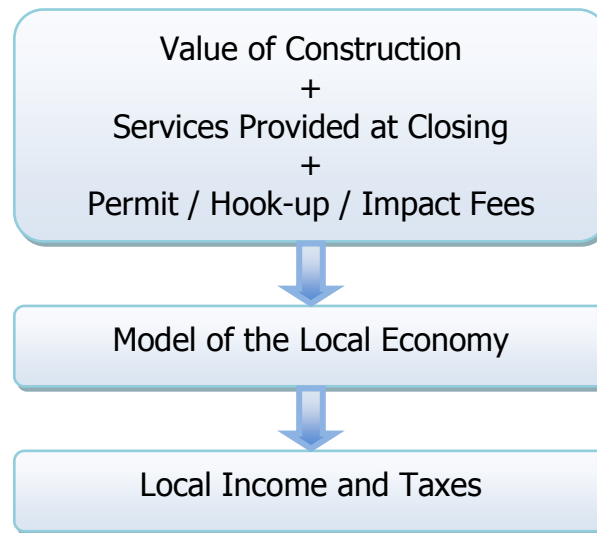 Value of Construction
+
Services Provided at Closing
+
Permit / Hook-up / Impact Fees
Model of the Local Economy
Local Income and Taxes